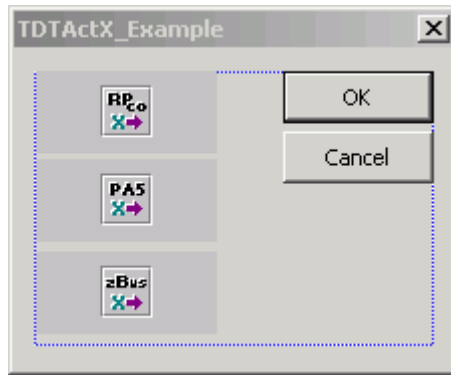 TDTActX_Example
RPco
X
OK
Cancel
PA5
X
zBus
X